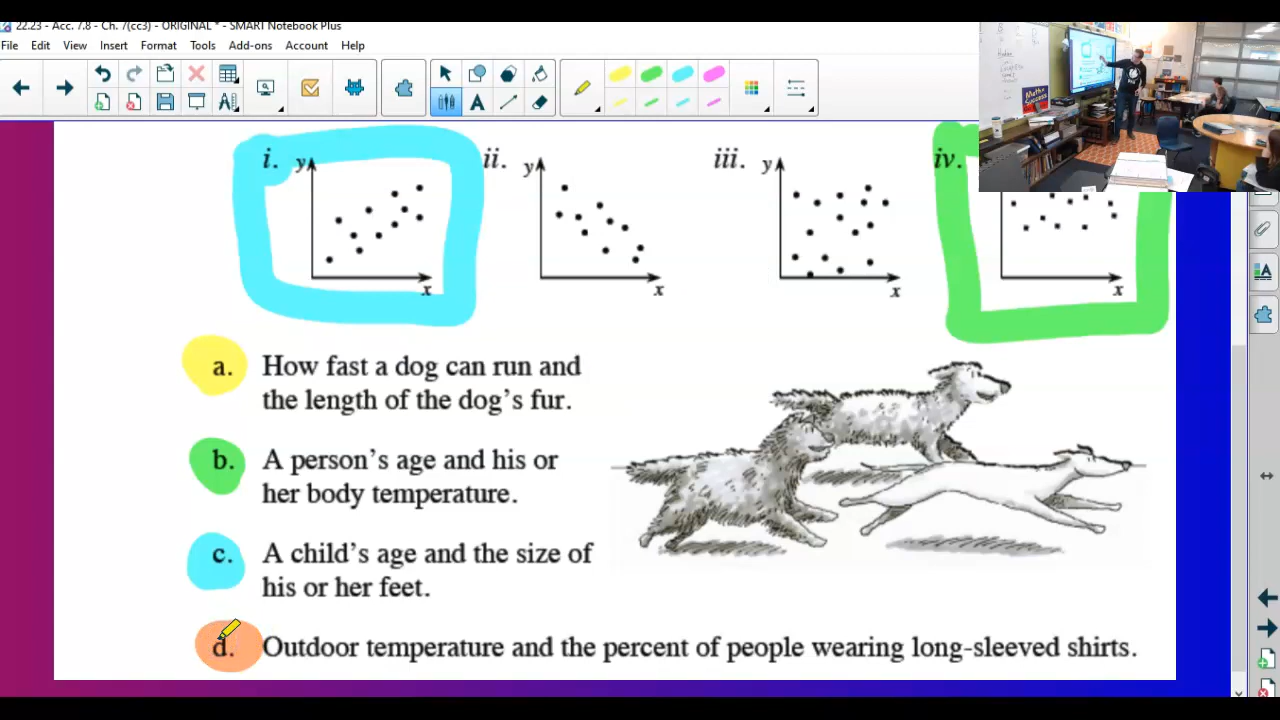 22.23 - Acc. 7.8 - Ch. 7(cc3) - ORIGINAL * - SMART Notebook Plus
File Edit View Insert Format Tools Add-ons Account Help
i. y ii. y iii. y iv.
x x x x
a. How fast a dog can run and
the length of the dog's fur.
b. A person's age and his or
her body temperature.
c. A child's age and the size of
his or her feet.
d. Outdoor temperature and the percent of people wearing long-sleeved shirts.